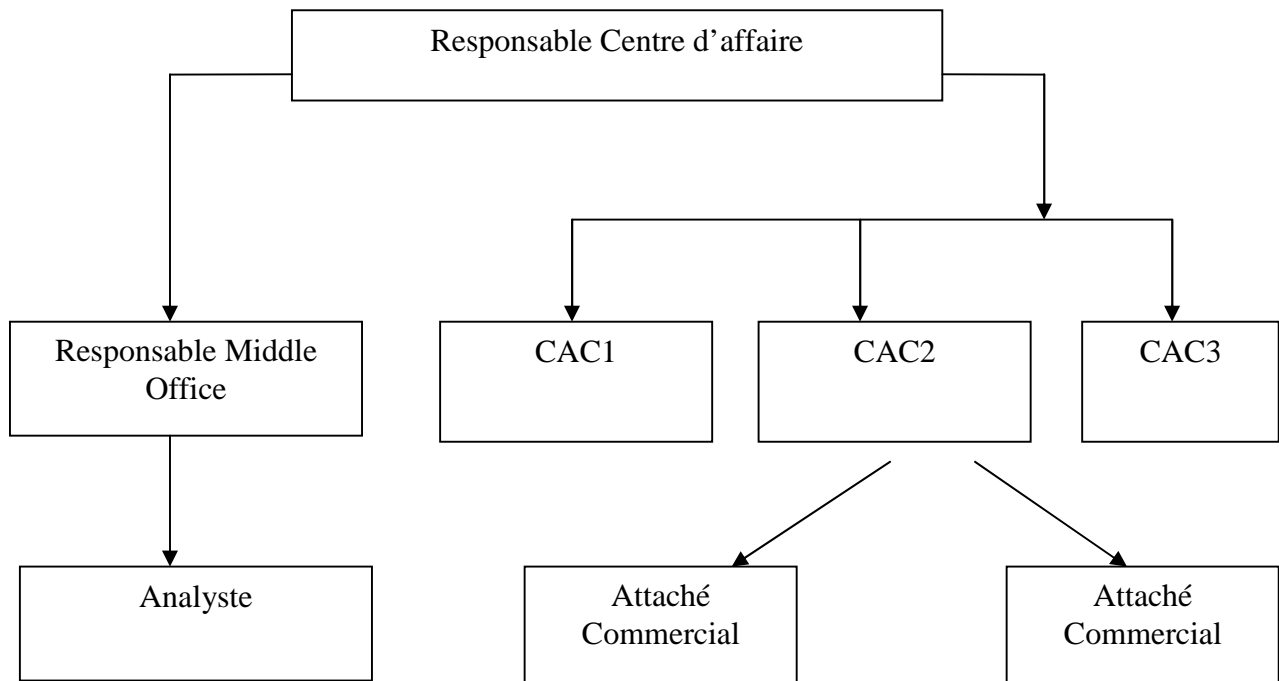 Responsable Centre d’affaire
Responsable Middle
Office
CAC1
CAC2
CAC3
Analyste
Attaché
Commercial
Attaché
Commercial